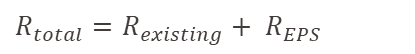 R_total = R_existing + R_EPS